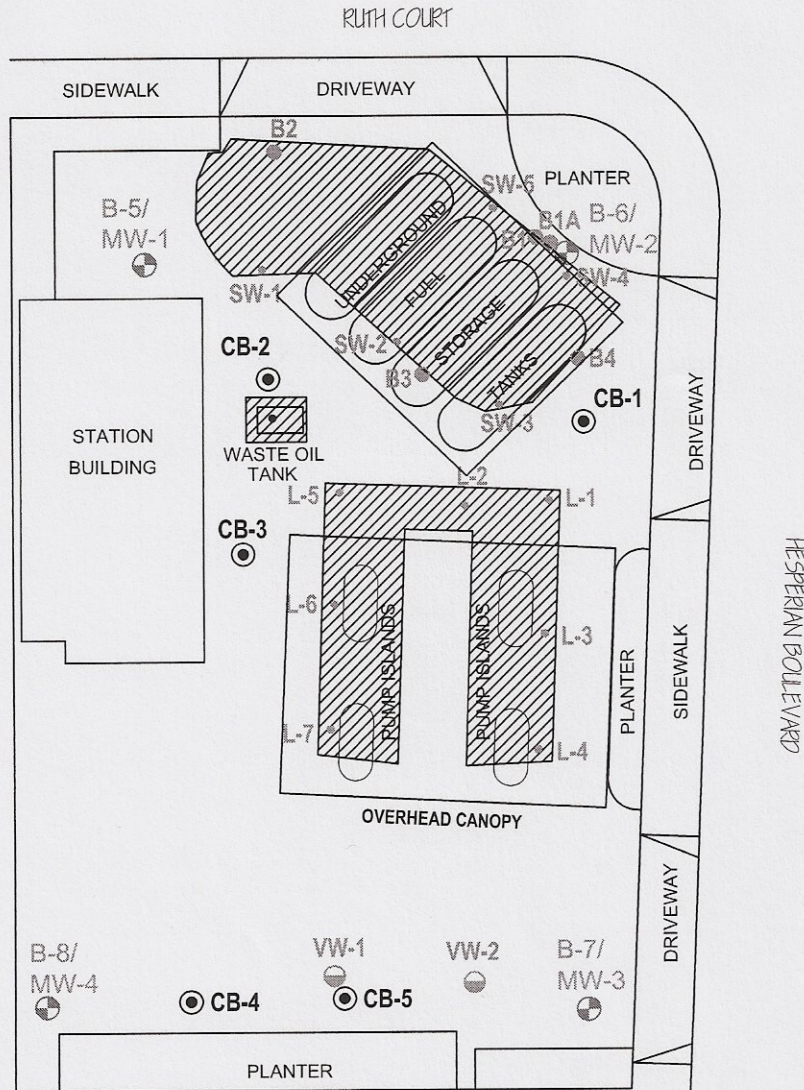 RUTH COURT
SIDEWALK
DRIVEWAY
B2
PLANTER
SW-5
B-5/
MW-1
B1
B1A
B-6/
MW-2
SW-4
SW-1
UNDERGROUND
FUEL
STORAGE
TANKS
SW-2
B3
B4
CB-2
CB-1
SW-3
DRIVEWAY
STATION
BUILDING
WASTE OIL
TANK
L-5
L-2
L-1
CB-3
L-6
PUMP ISLANDS
PUMP ISLANDS
L-3
PLANTER
SIDEWALK
HESPERIAN BOULEVARD
L-7
L-4
OVERHEAD CANOPY
DRIVEWAY
B-8/
MW-4
VW-1
VW-2
B-7/
MW-3
CB-4
CB-5
PLANTER